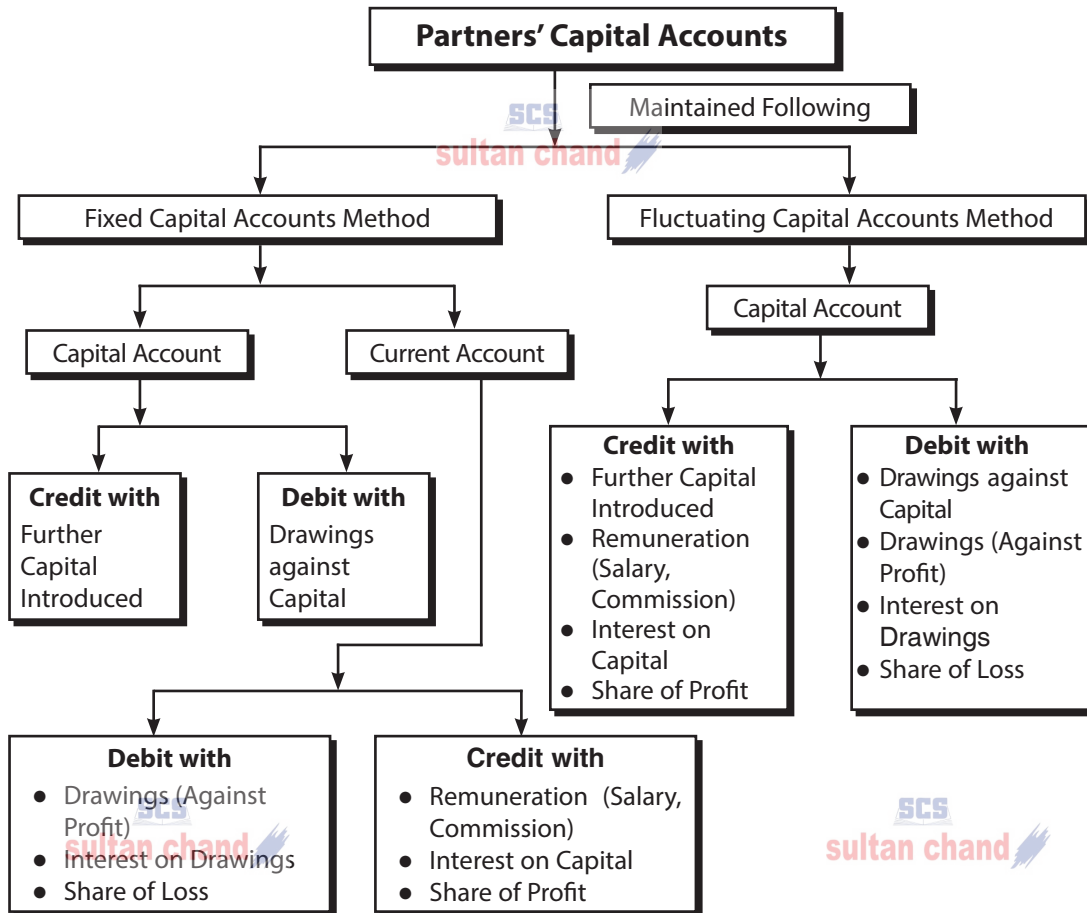 Partners’ Capital Accounts
Maintained Following
SCS
sultan chand
Fixed Capital Accounts Method
Fluctuating Capital Accounts Method
Capital Account
Current Account
Capital Account
Credit with
Further
Capital
Introduced
Debit with
Drawings
against
Capital
Credit with
● Further Capital
Introduced
● Remuneration
(Salary,
Commission)
● Interest on
Capital
● Share of Profit
Debit with
● Drawings against
Capital
● Drawings (Against
Profit)
● Interest on
Drawings
● Share of Loss
Debit with
● Drawings (Against
Profit)
● Interest on Drawings
● Share of Loss
SCS
sultan chand
Credit with
● Remuneration (Salary,
Commission)
● Interest on Capital
● Share of Profit
SCS
sultan chand